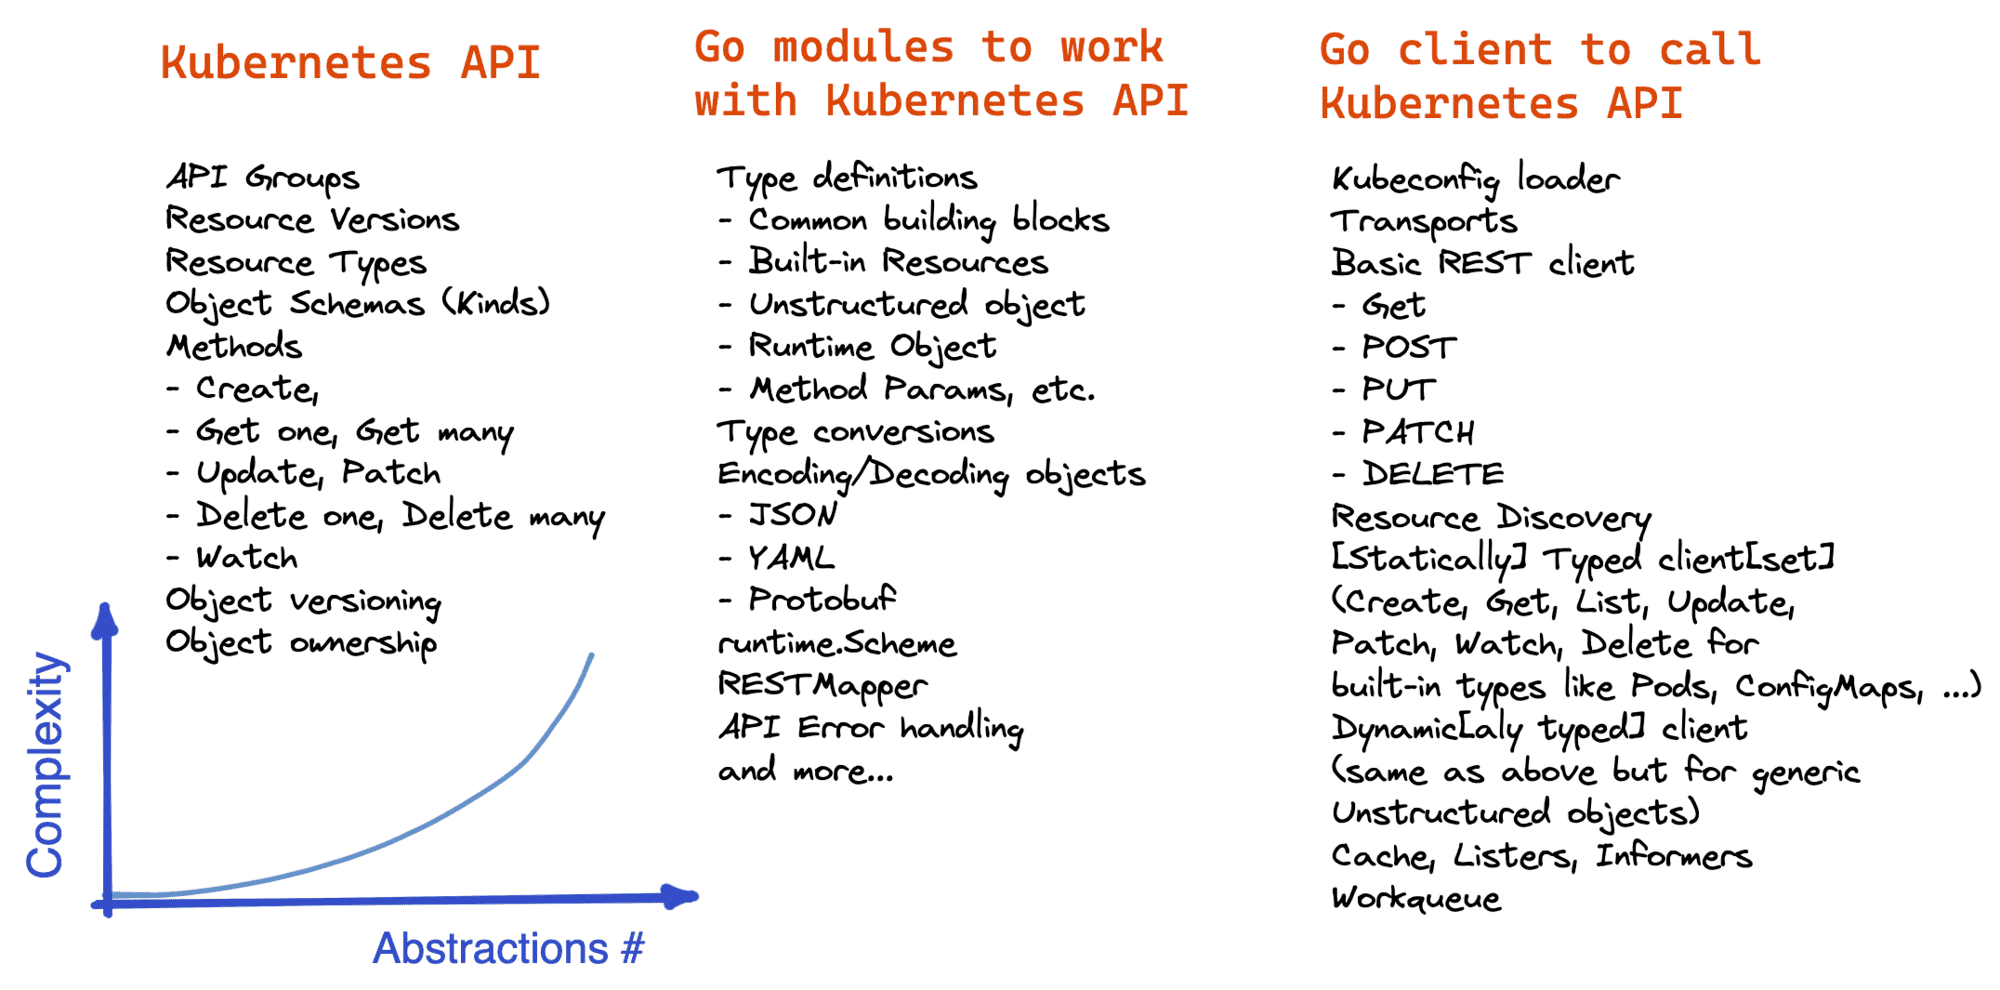 Kubernetes API
API Groups
Resource Versions
Resource Types
Object Schemas (Kinds)
Methods
- Create,
- Get one, Get many
- Update, Patch
- Delete one, Delete many
- Watch
Object versioning
Object ownership
Complexity
Abstractions #
Go modules to work
with Kubernetes API
Type definitions
- Common building blocks
- Built-in Resources
- Unstructured object
- Runtime Object
- Method Params, etc.
Type conversions
Encoding/Decoding objects
- JSON
- YAML
- Protobuf
runtime.Scheme
RESTMapper
API Error handling
and more...
Go client to call
Kubernetes API
Kubeconfig loader
Transports
Basic REST client
- Get
- POST
- PUT
- PATCH
- DELETE
Resource Discovery
[Statically] Typed client[set]
(Create, Get, List, Update,
Patch, Watch, Delete for
built-in types like Pods, ConfigMaps, ...)
Dynamic[aly typed] client
(same as above but for generic
Unstructured objects)
Cache, Listers, Informers
Workqueue